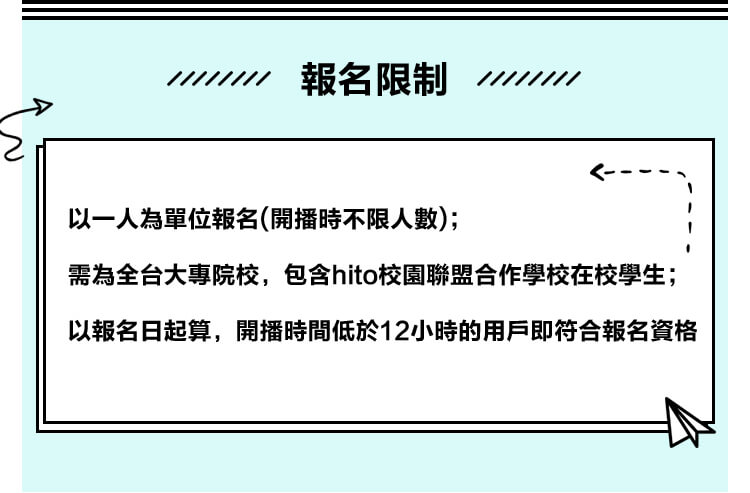 報名限制
以一人為單位報名(開播時不限人數);
需為全台大專院校，包含hito校園聯盟合作學校在校學生;
以報名日起算，開播時間低於12小時的用戶即符合報名資格